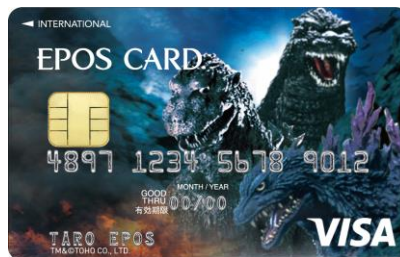 INTERNATIONAL
EPOS CARD
4897 1234 5678 9012
MONTH / YEAR
GOOD
THRU
有効期限 00/00
TARO EPOS
TM&©TOHO CO., LTD.
VISA